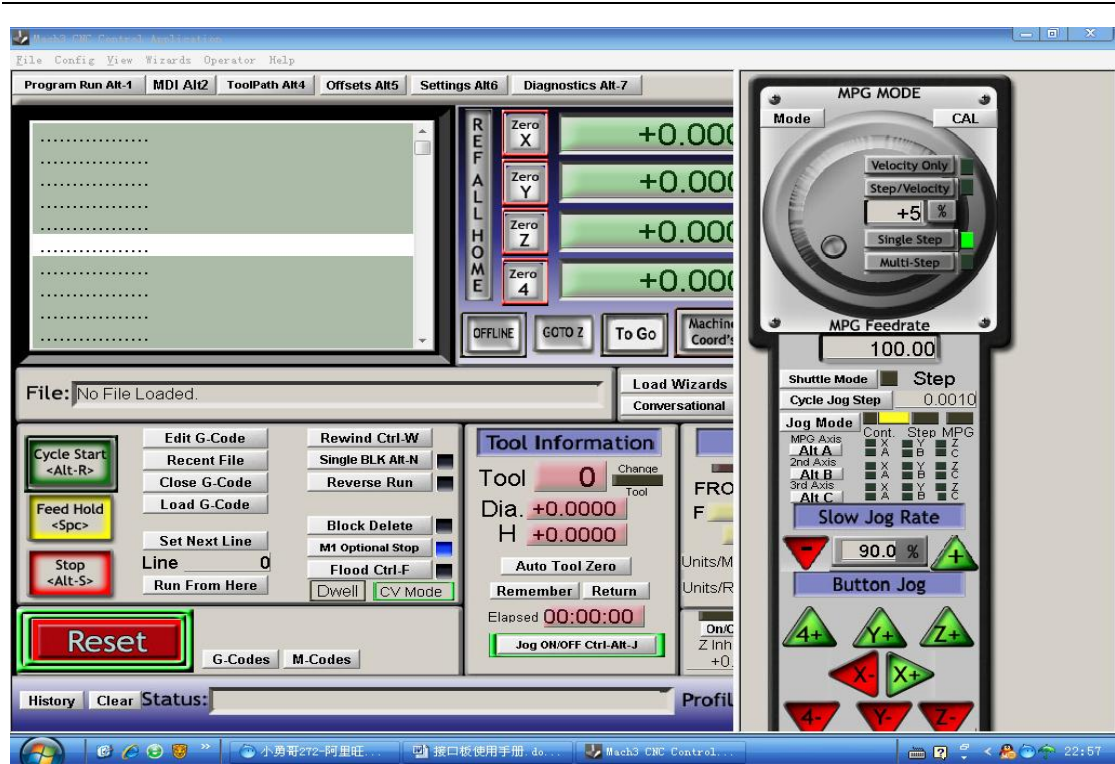 Mach3 CNC Control Application
File Config View Wizards Operator Help
Program Run Alt-1 MDI Alt2 ToolPath Alt4 Offsets Alt5 Settings Alt6 Diagnostics Alt-7
.................
.................
.................
.................
.................
.................
.................
.................
.................
REF ALL HOME
Zero X +0.000
Zero Y +0.000
Zero Z +0.000
Zero 4 +0.000
OFFLINE GOTO Z To Go Machine Coord's
File: No File Loaded.
Load Wizards
Conversational
Cycle Start <Alt-R>
Feed Hold <Spc>
Stop <Alt-S>
Edit G-Code
Recent File
Close G-Code
Load G-Code
Set Next Line
Line 0
Run From Here
Rewind Ctrl-W
Single BLK Alt-N
Reverse Run
Block Delete
M1 Optional Stop
Flood Ctrl-F
Dwell CV Mode
Tool Information
Tool 0 Change Tool
Dia. +0.0000
H +0.0000
Auto Tool Zero
Remember Return
Elapsed 00:00:00
Jog ON/OFF Ctrl-Alt-J
FRO
F
Units/M
Units/R
On/O
Z Inh
+0.
Reset
G-Codes M-Codes
History Clear Status:
Profil
MPG MODE
Mode CAL
Velocity Only
Step/Velocity
+5 %
Single Step
Multi-Step
MPG Feedrate
100.00
Shuttle Mode Step
Cycle Jog Step 0.0010
Jog Mode
Cont. Step MPG
MPG Axis
Alt A
X Y Z
A B C
2nd Axis
Alt B
X Y Z
A B C
3rd Axis
Alt C
X Y Z
A B C
Slow Jog Rate
- 90.0 % +
Button Jog
4+ Y+ Z+
X- X+
4- Y- Z-
小勇哥272-阿里旺...
接口板使用手册.do...
Mach3 CNC Control...
22:57